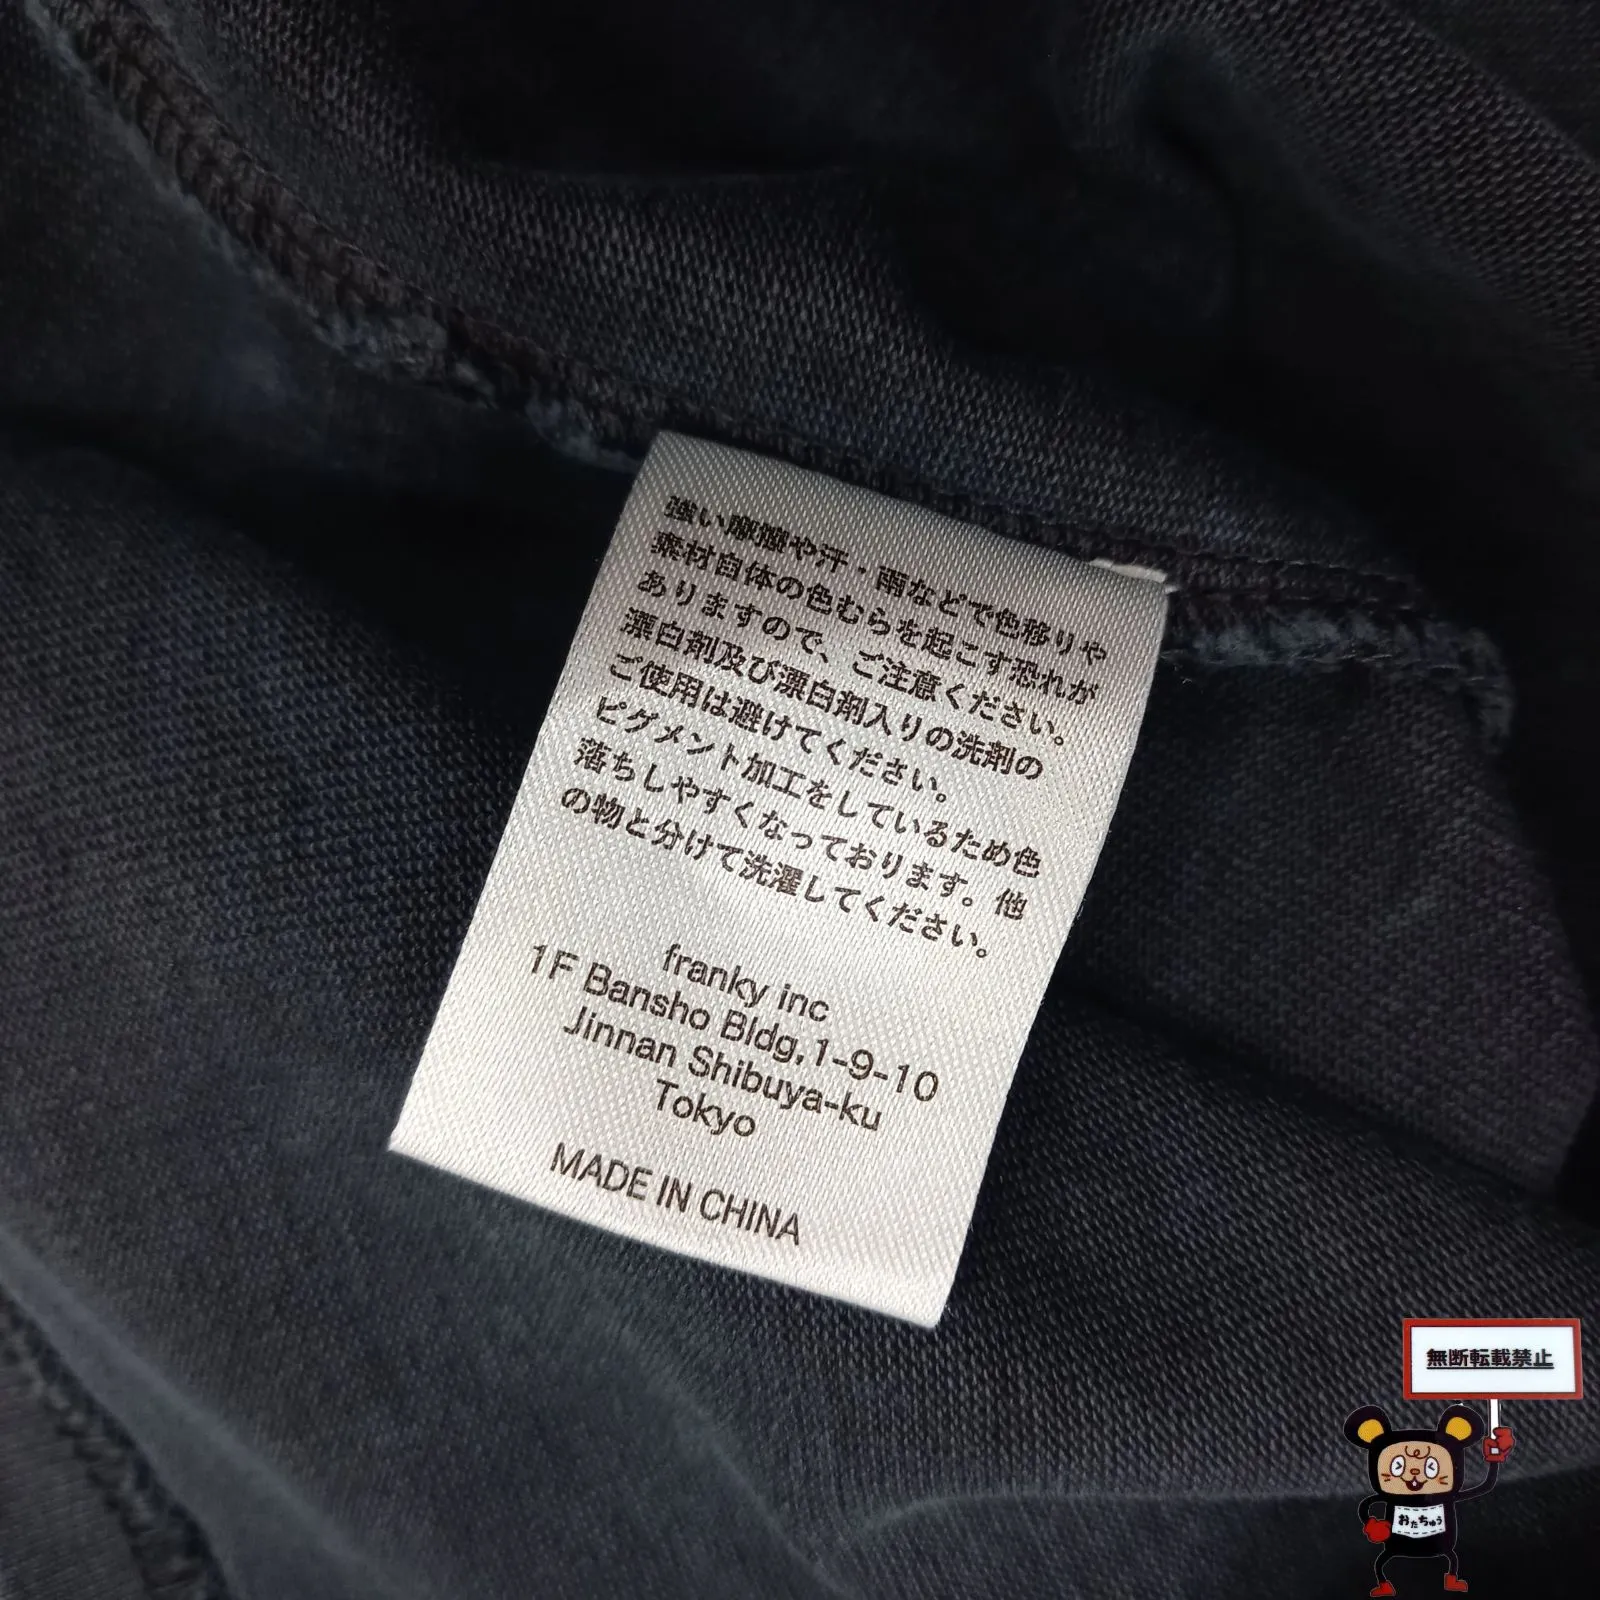 強い摩擦や汗・雨などで色移りや
素材自体の色むらを起こす恐れが
ありますので、ご注意ください。
漂白剤及び漂白剤入りの洗剤の
ご使用は避けてください。
ピグメント加工をしているため色
落ちしやすくなっております。他
の物と分けて洗濯してください。
franky inc
1F Bansho Bldg,1-9-10
Jinnan Shibuya-ku
Tokyo
MADE IN CHINA
無断転載禁止
おたちゅう